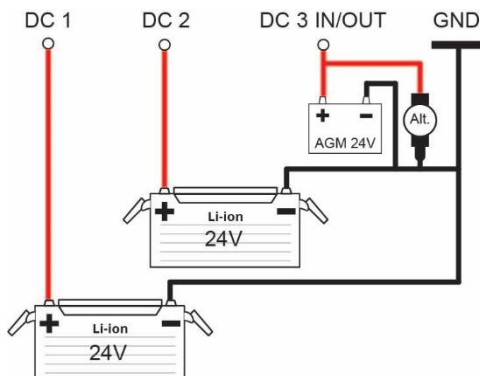 DC 1 DC 2 DC 3 IN/OUT GND
+ − Alt.
AGM 24V
+ Li-ion −
24V
+ Li-ion −
24V